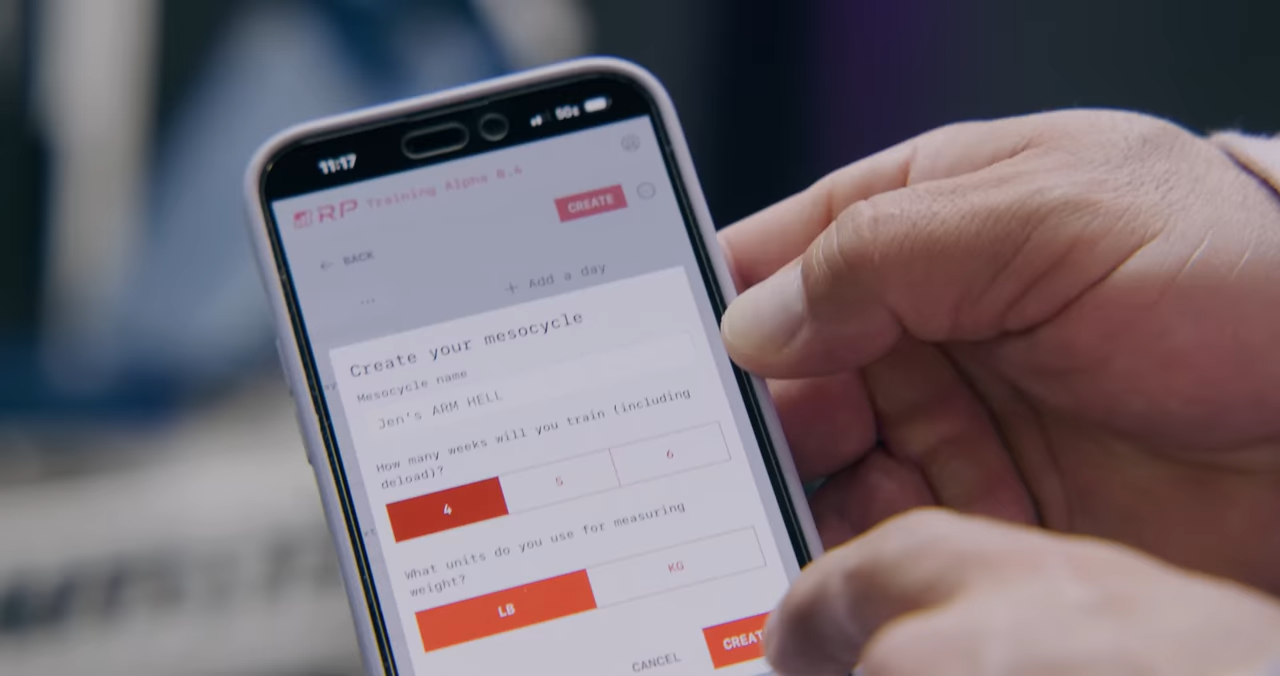 11:17
RP Training Alpha 0.6
CREATE
← BACK
...
+ Add a day
Create your mesocycle
Mesocycle name
Jen's ARM HELL
How many weeks will you train (including
deload)?
4 5 6
What units do you use for measuring
weight?
LB KG
CANCEL CREAT